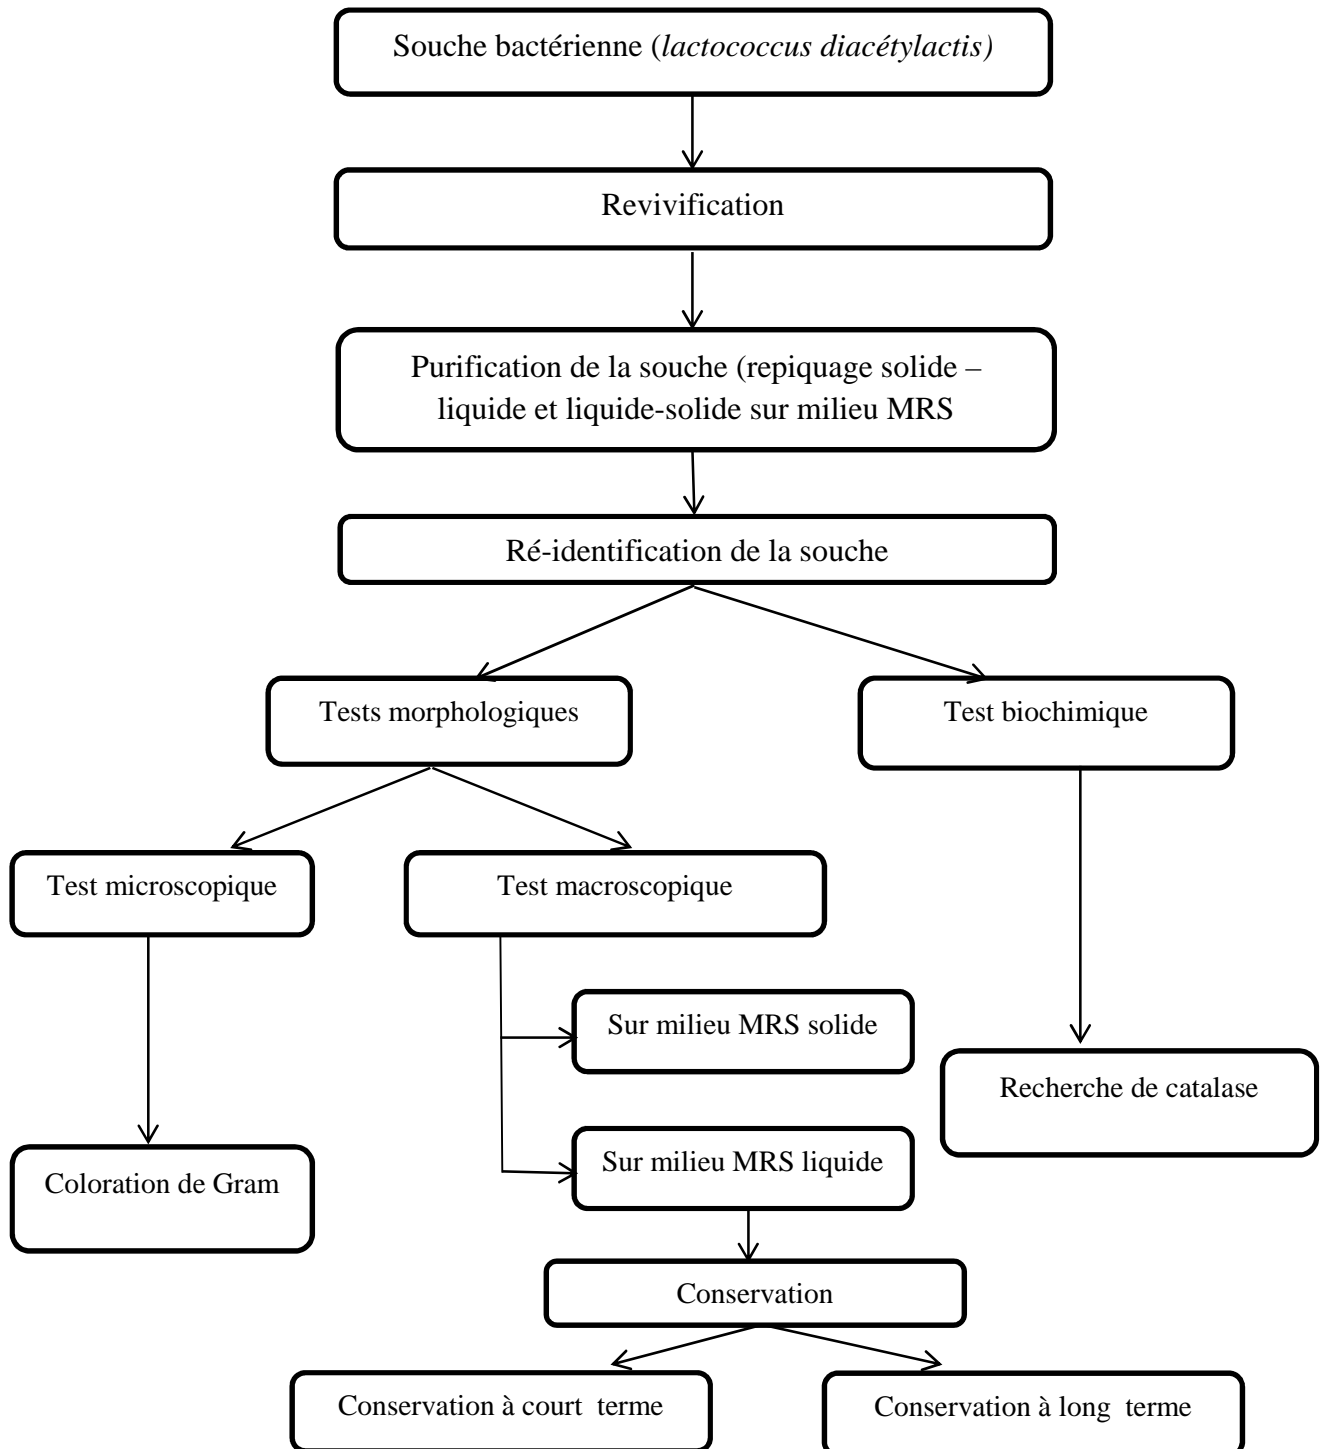 Souche bactérienne (lactococcus diacétylactis)
Revivification
Purification de la souche (repiquage solide –
liquide et liquide-solide sur milieu MRS
Ré-identification de la souche
Tests morphologiques
Test biochimique
Test microscopique
Test macroscopique
Sur milieu MRS solide
Recherche de catalase
Sur milieu MRS liquide
Coloration de Gram
Conservation
Conservation à court terme
Conservation à long terme